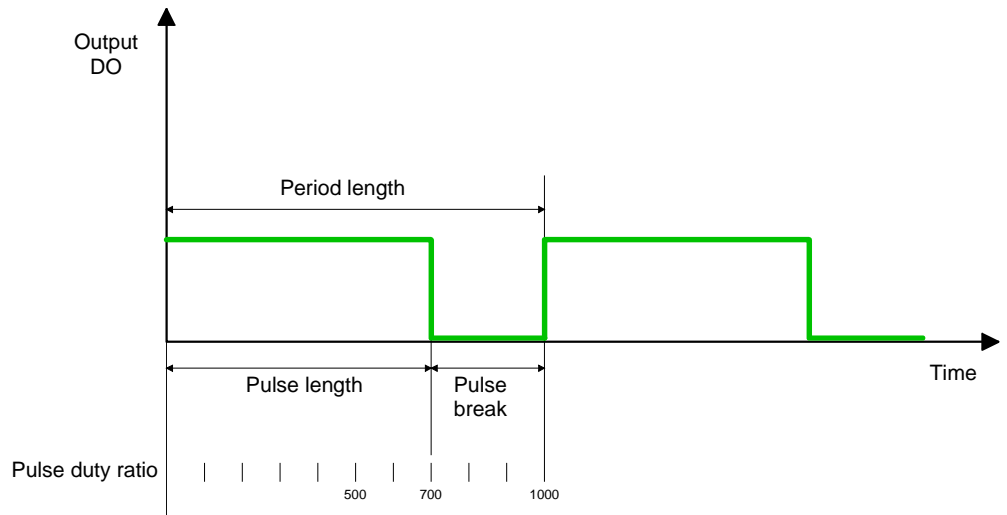 Output
DO
Period length
Pulse length
Pulse
break
Time
Pulse duty ratio
500
700
1000